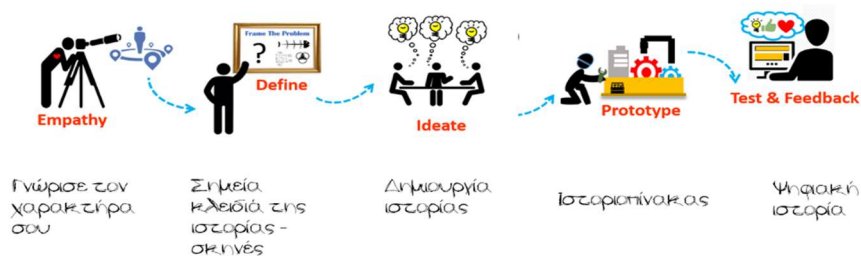 Frame The Problem
?
Empathy
Define
Ideate
Prototype
Test & Feedback
Γνώρισε τον
χαρακτήρα
σου
Σημεία
κλειδιά της
ιστορίας –
σκηνές
Δημιουργία
ιστορίας
Ιστοριοπίνακας
Ψηφιακή
ιστορία